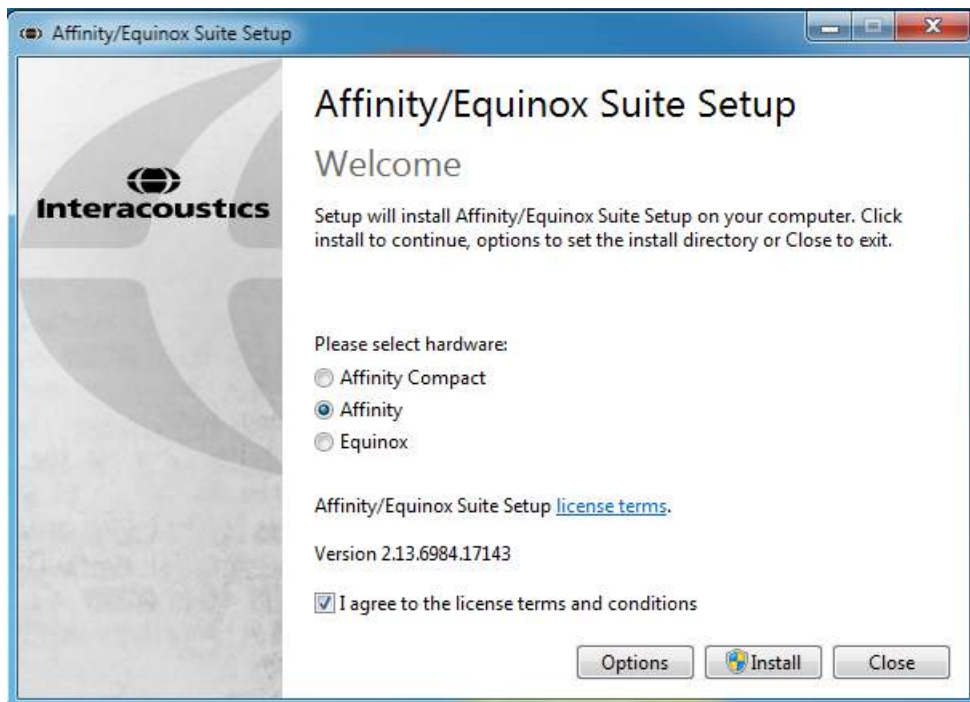 Affinity/Equinox Suite Setup
Affinity/Equinox Suite Setup
Welcome
Interacoustics
Setup will install Affinity/Equinox Suite Setup on your computer. Click
install to continue, options to set the install directory or Close to exit.
Please select hardware:
Affinity Compact
Affinity
Equinox
Affinity/Equinox Suite Setup license terms.
Version 2.13.6984.17143
I agree to the license terms and conditions
Options Install Close